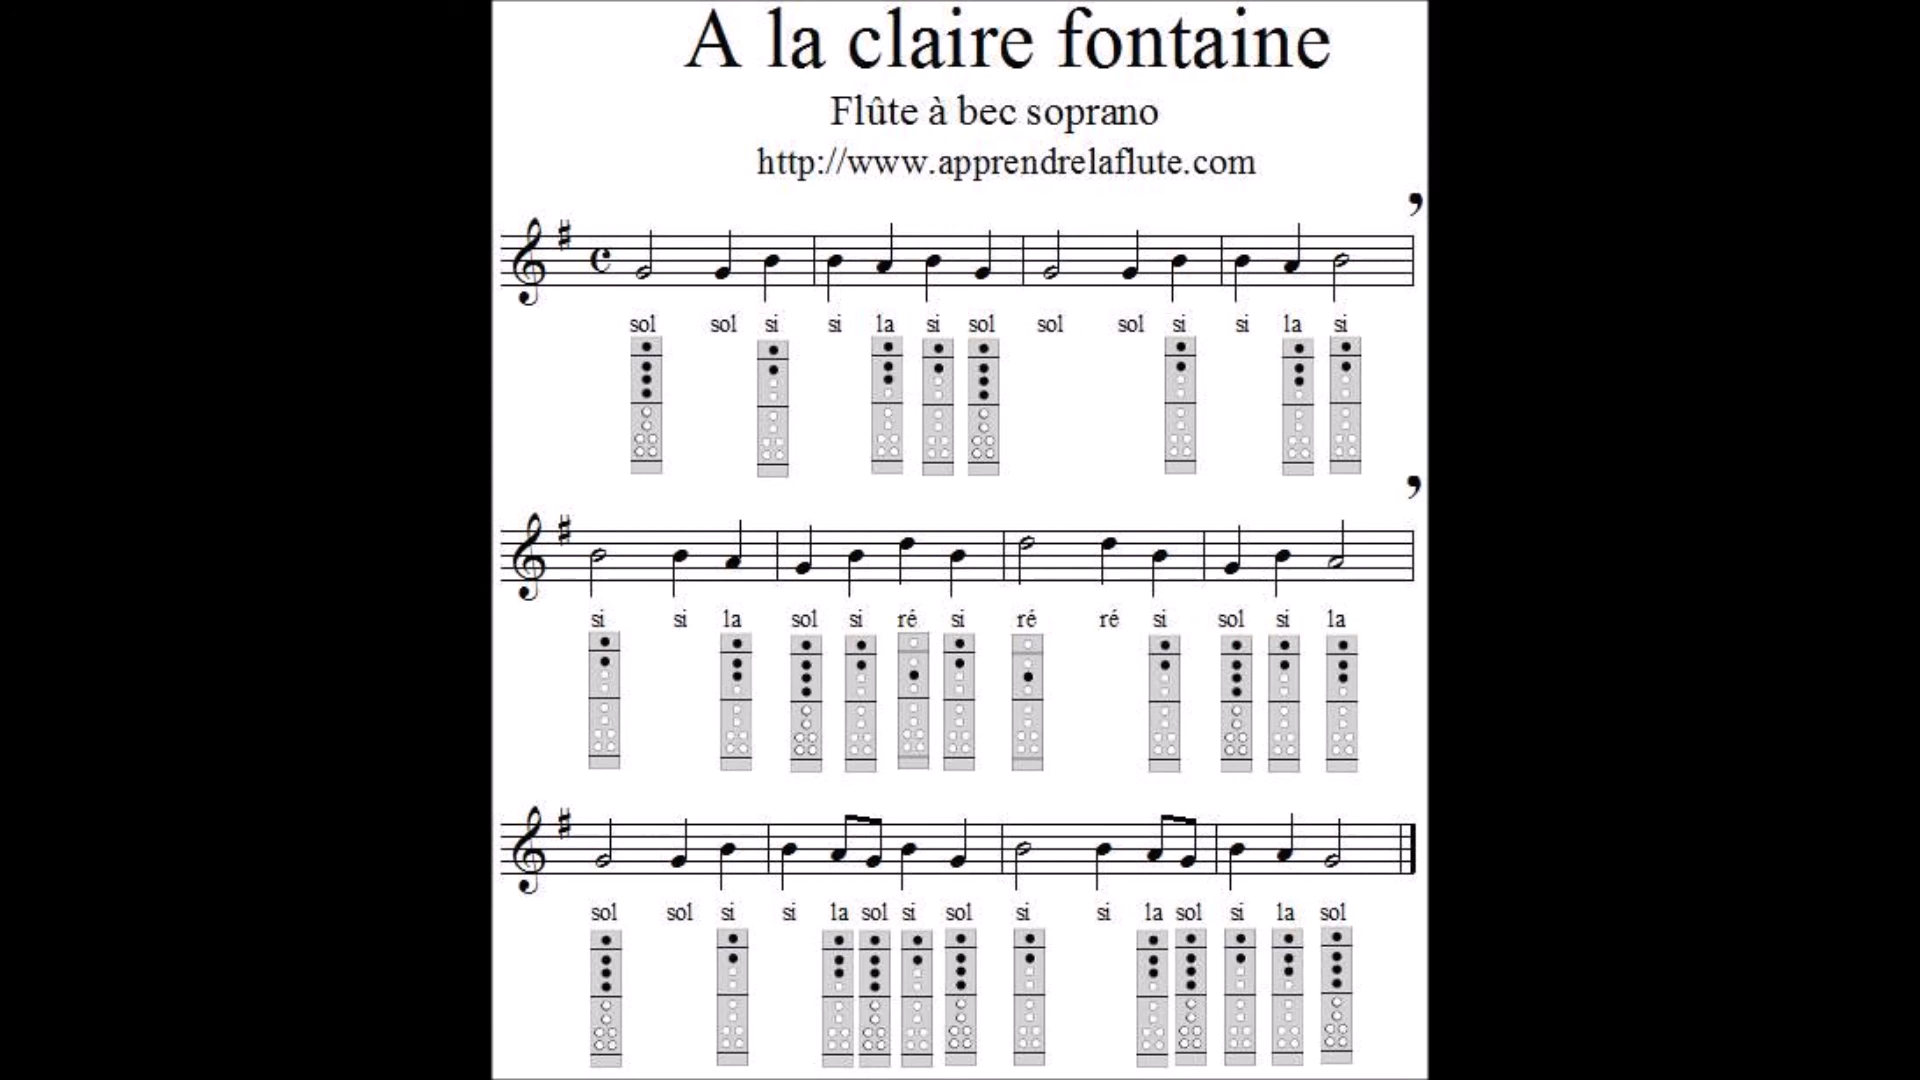 A la claire fontaine
Flûte à bec soprano
http://www.apprendrelaflute.com
sol sol si si la si sol sol sol si si la si
si si la sol si ré si ré ré si sol si la
sol sol si si la sol si sol si si la sol si la sol